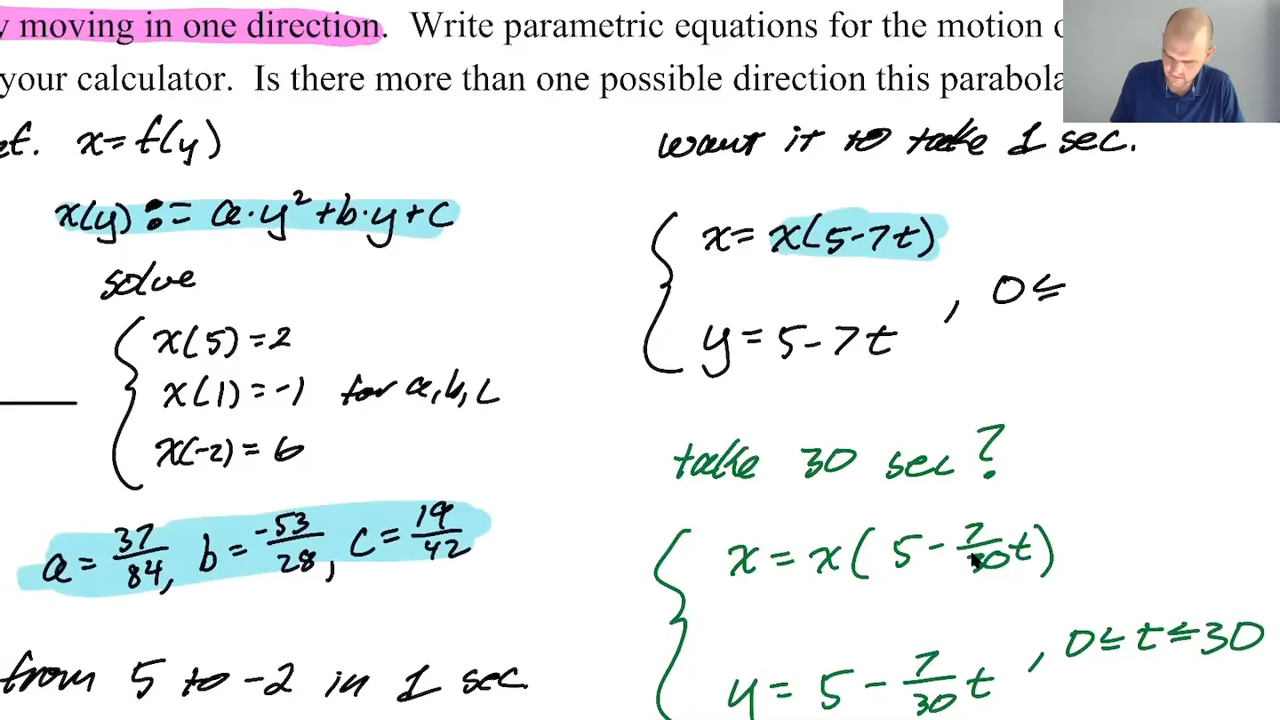 y moving in one direction. Write parametric equations for the motion o
your calculator. Is there more than one possible direction this parabola
et. x=f(y)
x(y) := a·y²+b·y+c
solve
x(5)=2
x(1)=-1 for a,b,c
x(-2)=6
a=37/84, b=-53/28, c=19/42
from 5 to -2 in 1 sec.
want it to take 1 sec.
x= x(5-7t)
, 0≤
y=5-7t
take 30 sec?
x=x(5-7/30t)
, 0≤t≤30
y=5-7/30t